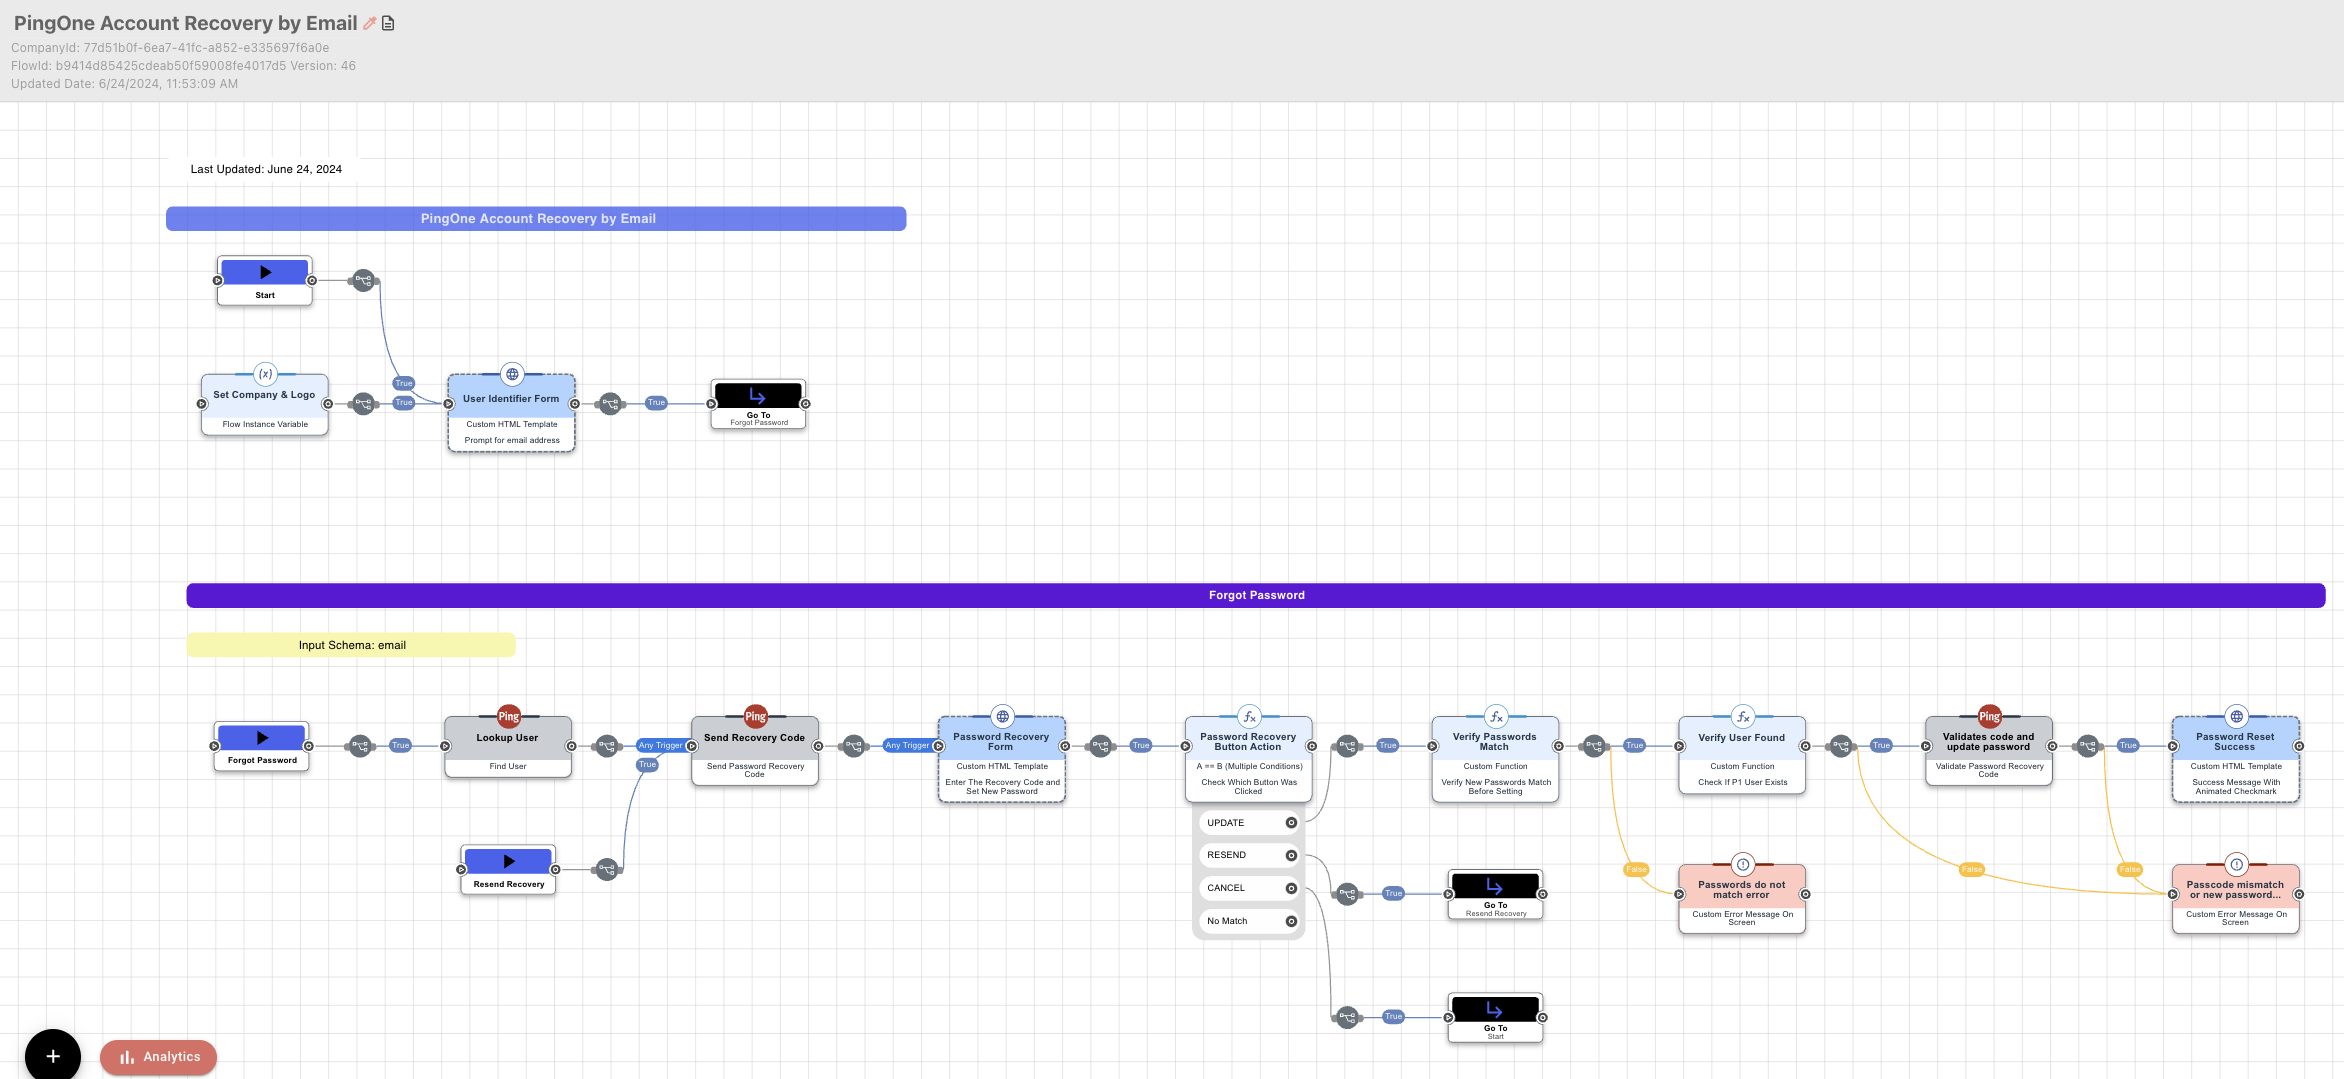 PingOne Account Recovery by Email
CompanyId: 77d51b0f-6ea7-41fc-a852-e335697f6a0e
FlowId: b9414d85425cdeab50f59008fe4017d5 Version: 46
Updated Date: 6/24/2024, 11:53:09 AM
Last Updated: June 24, 2024
PingOne Account Recovery by Email
Start
True
(x)
Set Company & Logo
Flow Instance Variable
True
User Identifier Form
Custom HTML Template
Prompt for email address
True
Go To
Forgot Password
Forgot Password
Input Schema: email
Forgot Password
True
Ping
Lookup User
Find User
Any Trigger
True
Ping
Send Recovery Code
Send Password Recovery
Code
Any Trigger
Password Recovery
Form
Custom HTML Template
Enter The Recovery Code and
Set New Password
True
fx
Password Recovery
Button Action
A == B (Multiple Conditions)
Check Which Button Was
Clicked
UPDATE
RESEND
CANCEL
No Match
True
fx
Verify Passwords
Match
Custom Function
Verify New Passwords Match
Before Setting
True
fx
Verify User Found
Custom Function
Check If P1 User Exists
True
Ping
Validates code and
update password
Validate Password Recovery
Code
True
Password Reset
Success
Custom HTML Template
Success Message With
Animated Checkmark
Resend Recovery
True
Go To
Resend Recovery
False
Passwords do not
match error
Custom Error Message On
Screen
False
False
Passcode mismatch
or new password...
Custom Error Message On
Screen
True
Go To
Start
+
Analytics